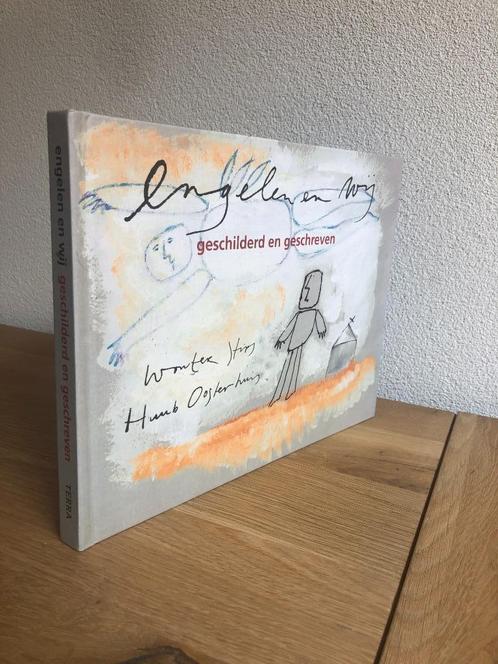 engelen en wij
geschilderd en geschreven
Wouter Stips
Huub Oosterhuis
engelen en wij geschilderd en geschreven
TERRA